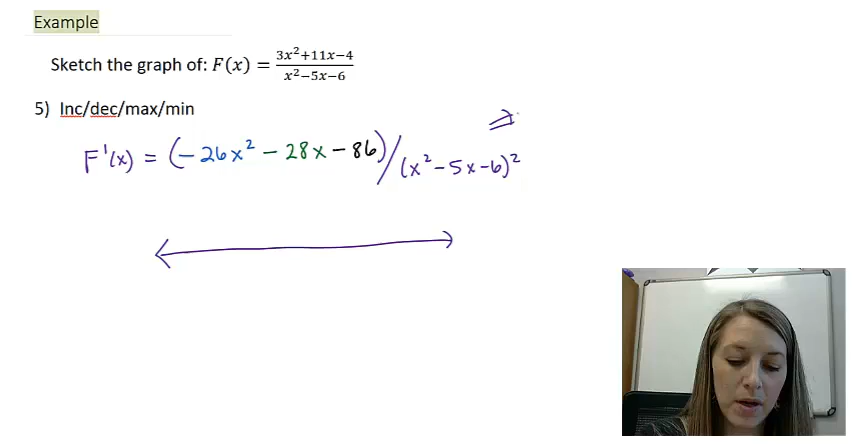 Example
Sketch the graph of: F(x) = (3x²+11x−4)/(x²−5x−6)
5) Inc/dec/max/min
F'(x) = (−26x² − 28x − 86)/(x² − 5x − 6)²